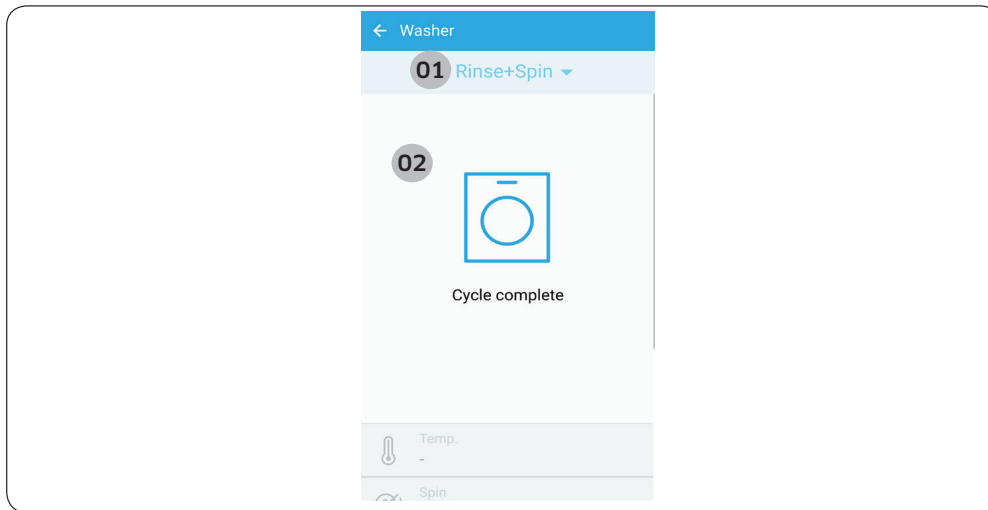 Washer
01 Rinse+Spin
02
Cycle complete
Temp.
-
Spin